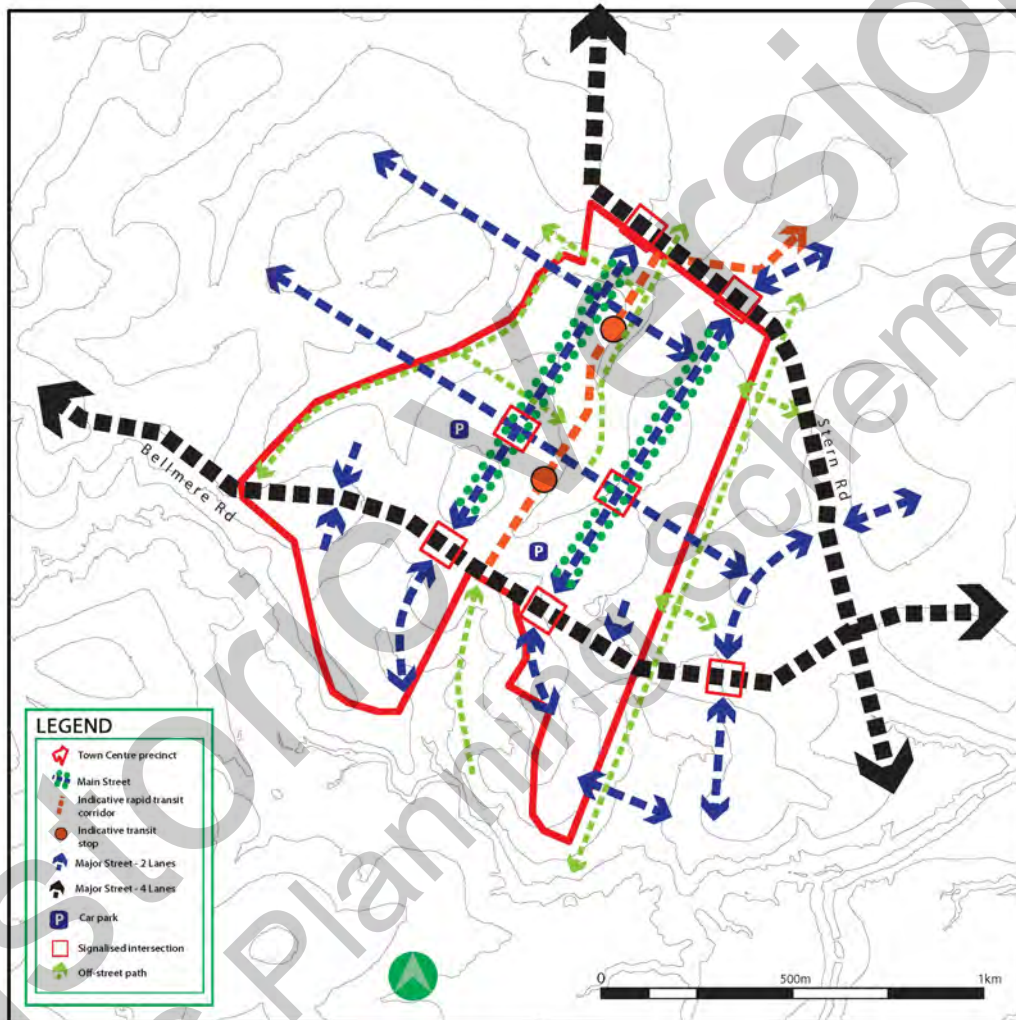 Bellmere Rd
Stern Rd
P
P
LEGEND
Town Centre precinct
Main Street
Indicative rapid transit
corridor
Indicative transit
stop
Major Street - 2 Lanes
Major Street - 4 Lanes
P
Car park
Signalised intersection
Off-street path
0
500m
1km
Version
Planning Scheme